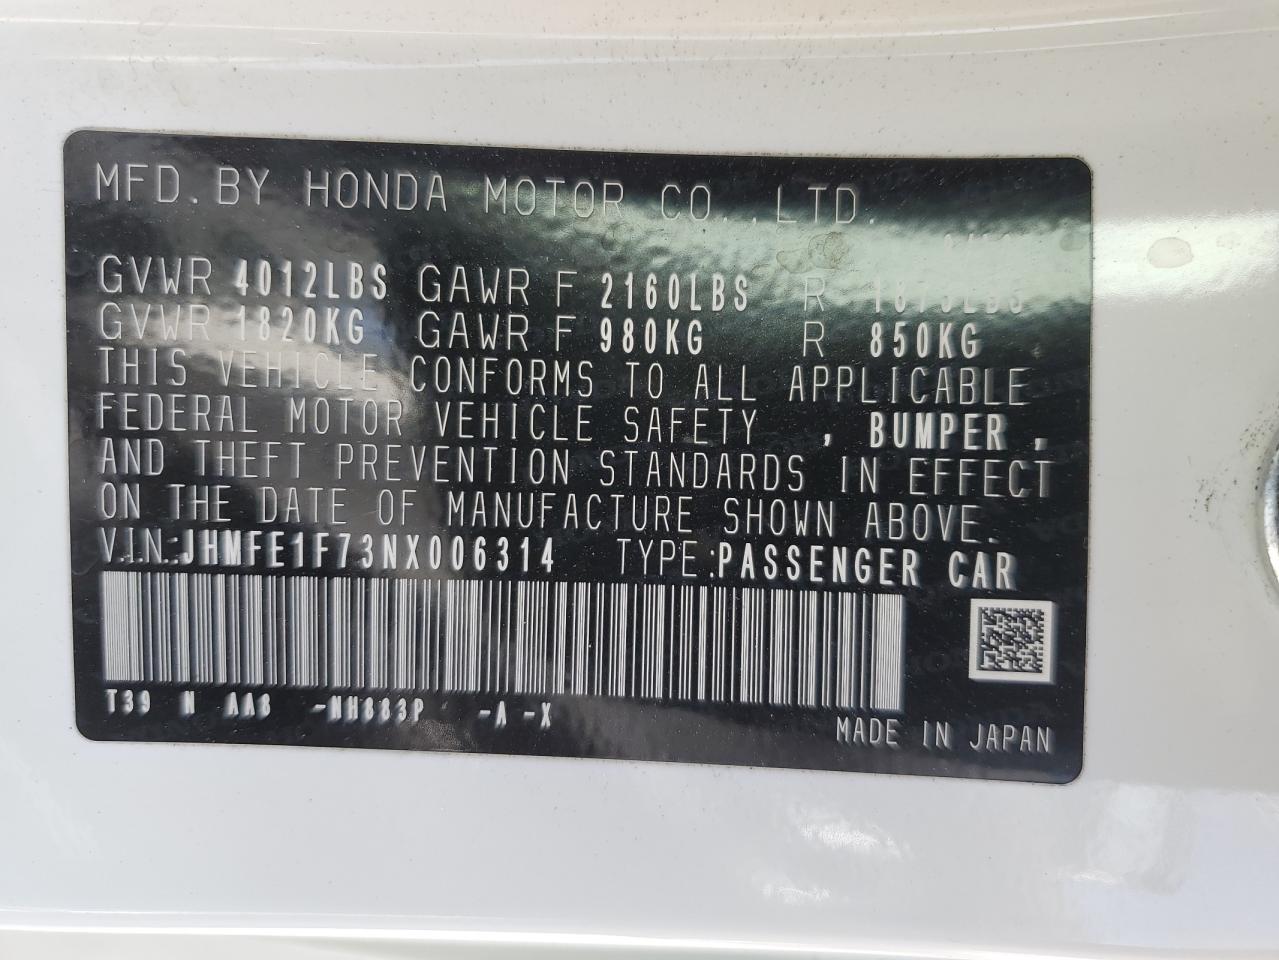 MFD. BY HONDA MOTOR CO., LTD.
GVWR 4012LBS GAWR F 2160LBS R
GVWR 1820KG GAWR F 980KG R 850KG
THIS VEHICLE CONFORMS TO ALL APPLICABLE
FEDERAL MOTOR VEHICLE SAFETY , BUMPER ,
AND THEFT PREVENTION STANDARDS IN EFFECT
ON THE DATE OF MANUFACTURE SHOWN ABOVE.
V.I.N.:JHMFE1F73NX006314 TYPE:PASSENGER CAR
T39 N AA8 -NH883P -A -X
MADE IN JAPAN